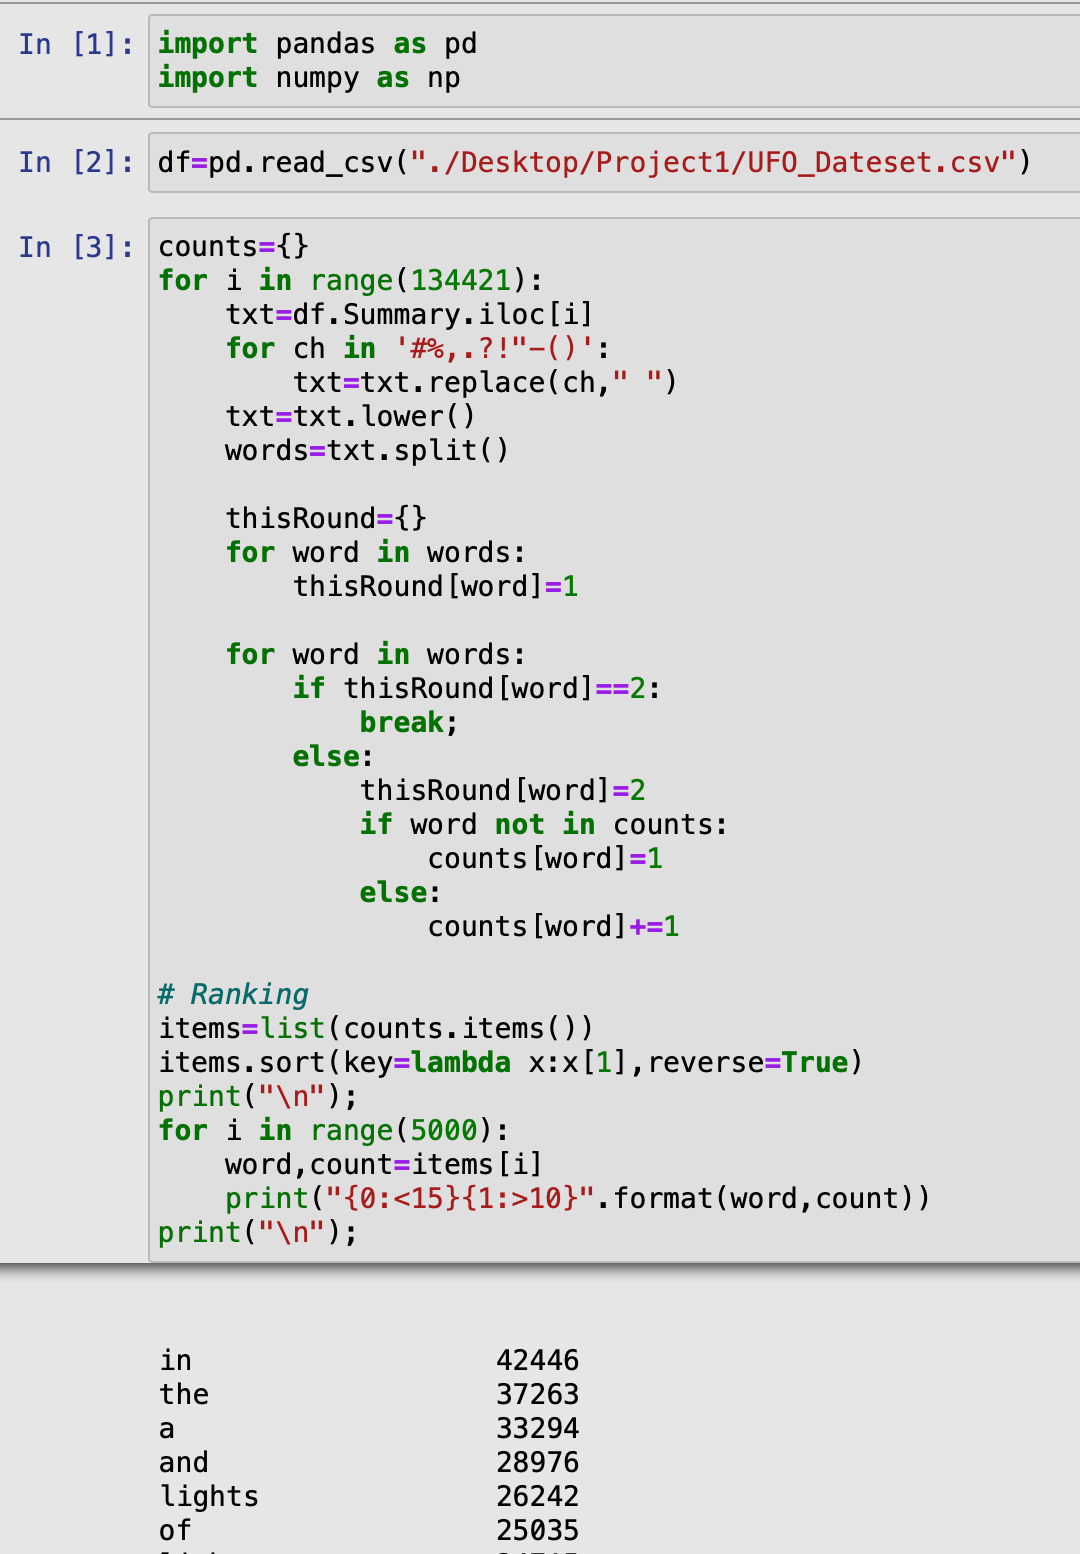 In [1]: import pandas as pd
import numpy as np
In [2]: df=pd.read_csv("./Desktop/Project1/UFO_Dateset.csv")
In [3]: counts={}
for i in range(134421):
    txt=df.Summary.iloc[i]
    for ch in '#%,.?!"-()':
        txt=txt.replace(ch," ")
    txt=txt.lower()
    words=txt.split()
    thisRound={}
    for word in words:
        thisRound[word]=1
    for word in words:
        if thisRound[word]==2:
            break;
        else:
            thisRound[word]=2
            if word not in counts:
                counts[word]=1
            else:
                counts[word]+=1
# Ranking
items=list(counts.items())
items.sort(key=lambda x:x[1],reverse=True)
print("\n");
for i in range(5000):
    word,count=items[i]
    print("{0:<15}{1:>10}".format(word,count))
print("\n");
in 42446
the 37263
a 33294
and 28976
lights 26242
of 25035